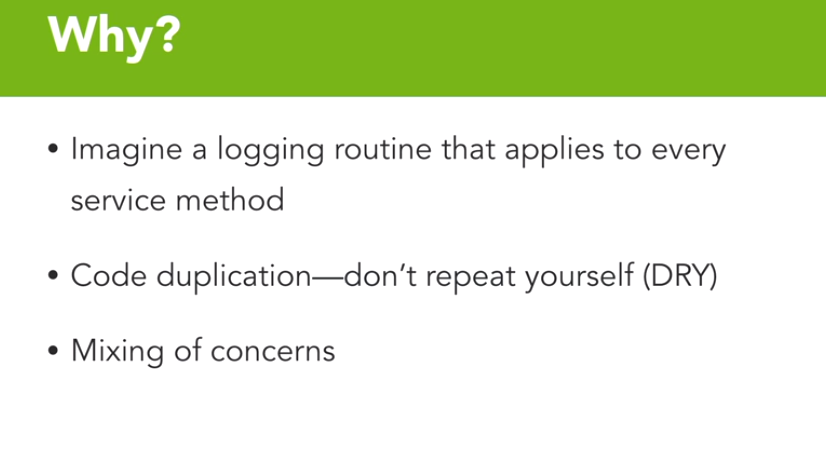 Why?
• Imagine a logging routine that applies to every
service method
• Code duplication—don’t repeat yourself (DRY)
• Mixing of concerns